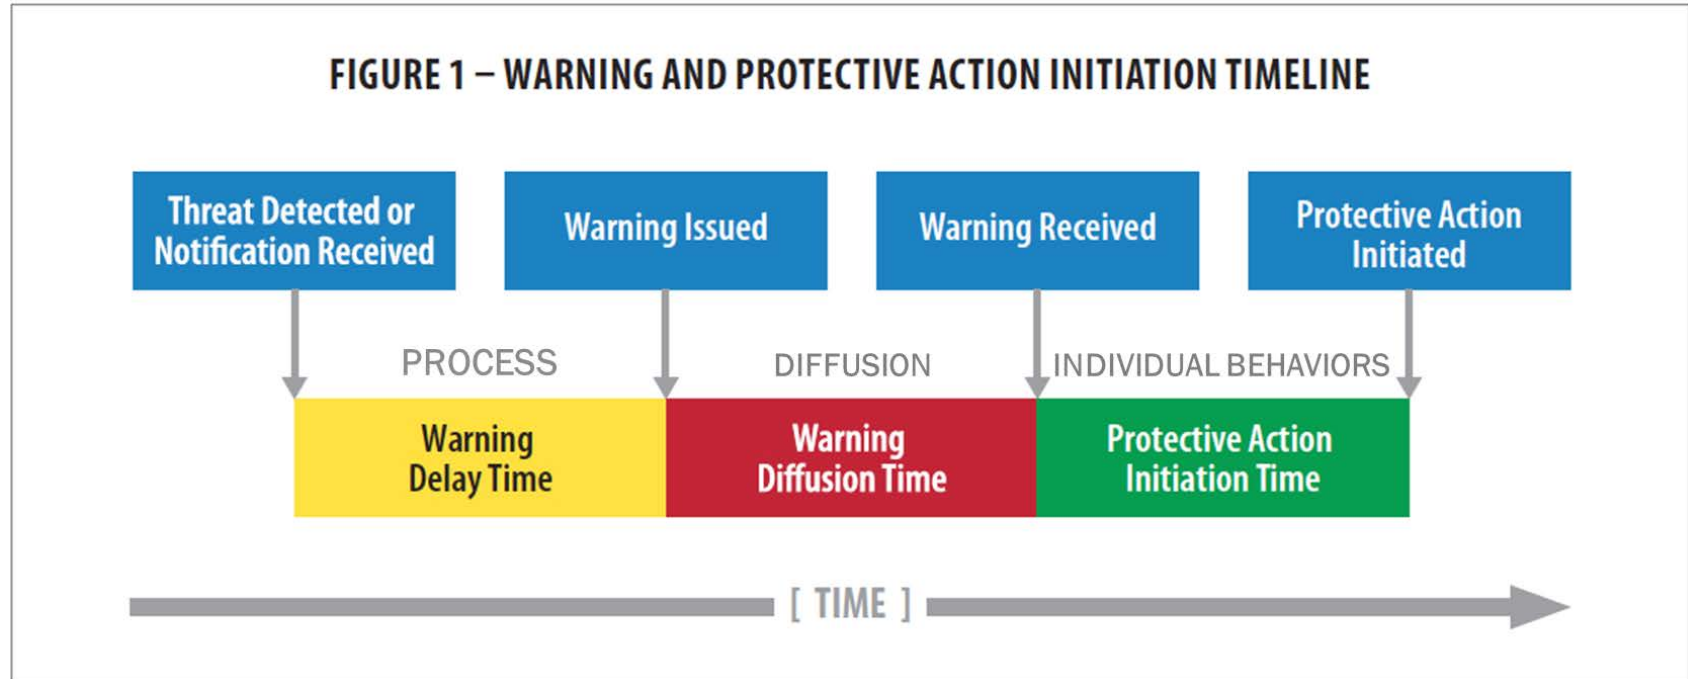 FIGURE 1 – WARNING AND PROTECTIVE ACTION INITIATION TIMELINE
Threat Detected or
Notification Received
Warning Issued
Warning Received
Protective Action
Initiated
PROCESS
DIFFUSION
INDIVIDUAL BEHAVIORS
Warning
Delay Time
Warning
Diffusion Time
Protective Action
Initiation Time
[ TIME ]